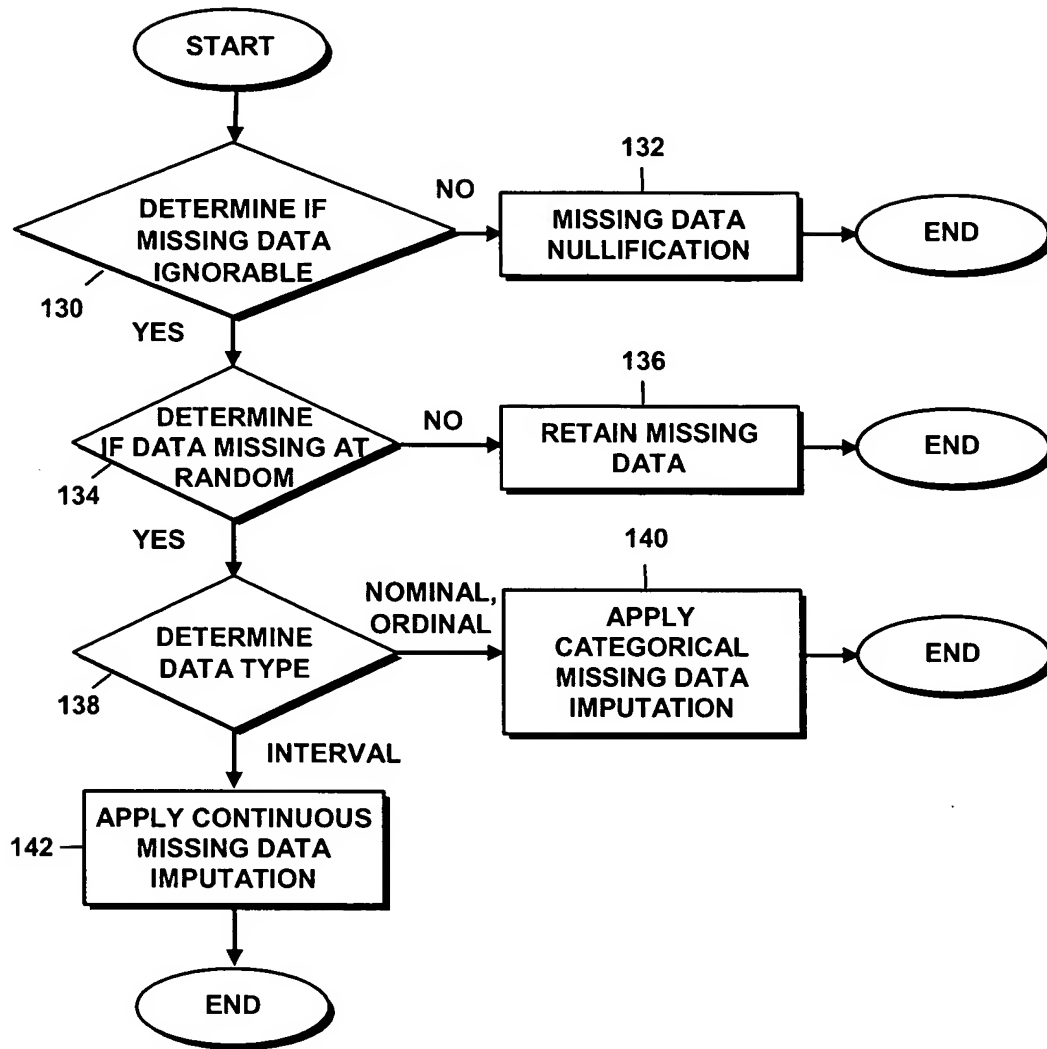 START
132
NO
DETERMINE IF
MISSING DATA
IGNORABLE
MISSING DATA
NULLIFICATION
END
130
YES
136
DETERMINE
IF DATA MISSING AT
RANDOM
NO
RETAIN MISSING
DATA
END
134
YES
140
NOMINAL,
ORDINAL
DETERMINE
DATA TYPE
APPLY
CATEGORICAL
MISSING DATA
IMPUTATION
END
138
INTERVAL
APPLY CONTINUOUS
MISSING DATA
IMPUTATION
142
END